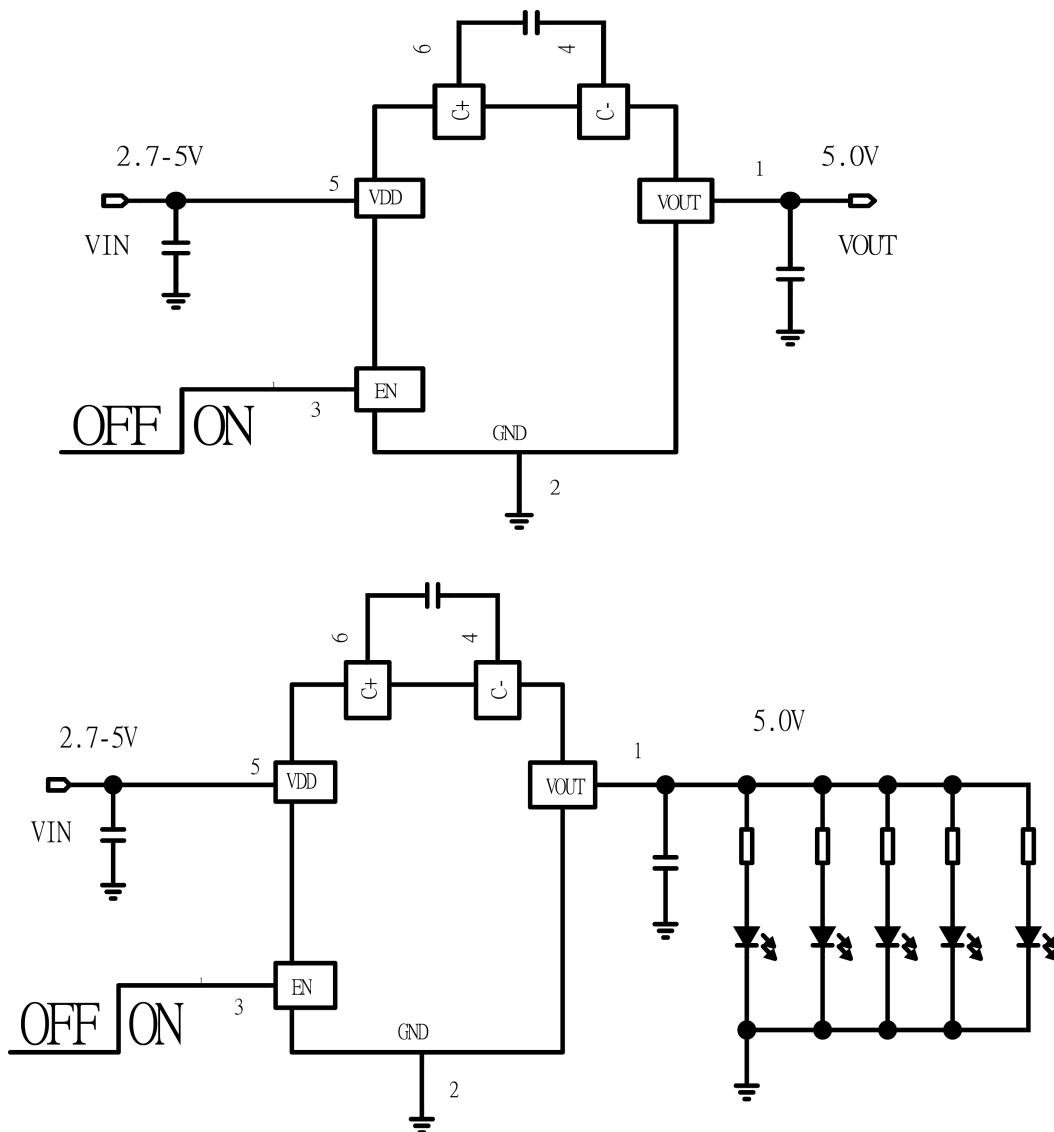 6
4
C+
C-
2.7-5V
5
VDD
VIN
1
5.0V
VOUT
VOUT
EN
3
OFF
ON
GND
2
6
4
C+
C-
2.7-5V
5
VDD
VIN
1
5.0V
VOUT
EN
3
OFF
ON
GND
2